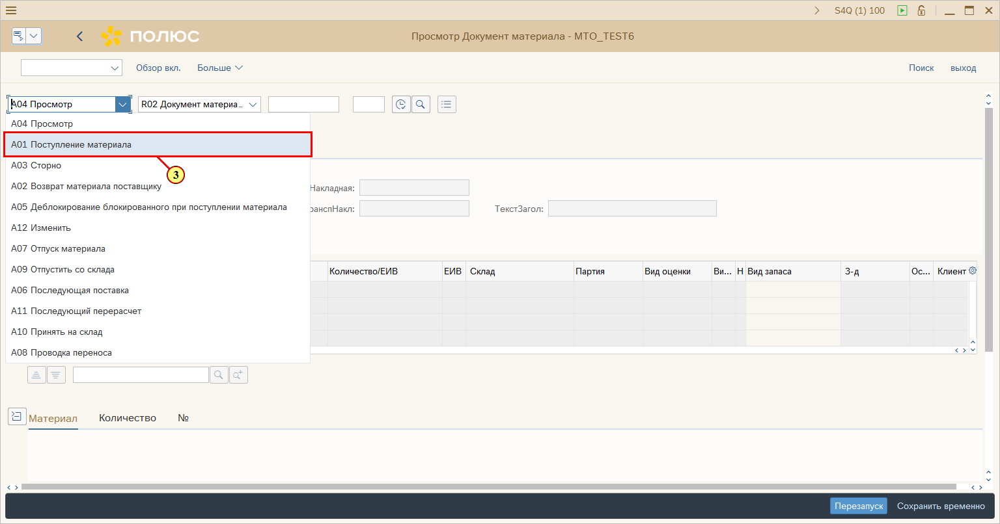 S4Q (1) 100
ПОЛЮС
Просмотр Документ материала - MTO_TEST6
Обзор вкл.
Больше
Поиск
выход
A04 Просмотр
R02 Документ материа...
A04 Просмотр
A01 Поступление материала
A03 Сторно
3
A02 Возврат материала поставщику
Накладная:
A05 Деблокирование блокированного при поступлении материала
анспНакл:
ТекстЗагол:
A12 Изменить
A07 Отпуск материала
A09 Отпустить со склада
Количество/ЕИВ
ЕИВ
Склад
Партия
Вид оценки
Ви...
Н
Вид запаса
З-д
Ос...
Клиент
A06 Последующая поставка
A11 Последующий перерасчет
A10 Принять на склад
A08 Проводка переноса
Материал
Количество
№
Перезапуск
Сохранить временно